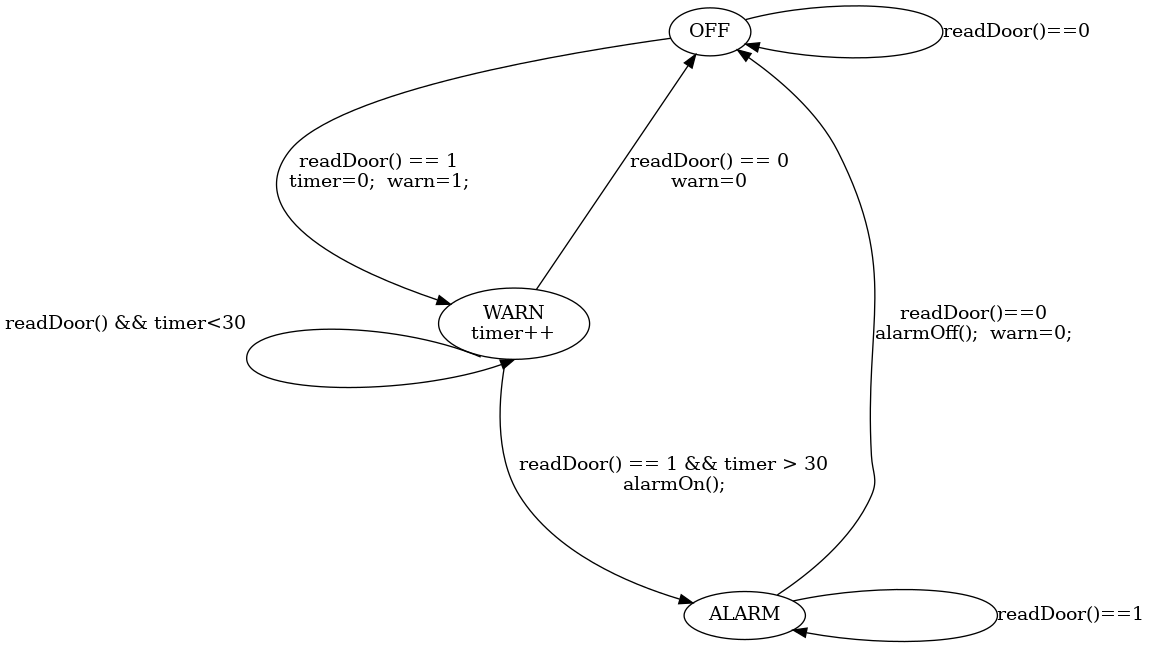 OFF
readDoor()==0
readDoor() == 1
timer=0;  warn=1;
readDoor() == 0
warn=0
WARN
timer++
readDoor() && timer<30
readDoor()==0
alarmOff();  warn=0;
readDoor() == 1 && timer > 30
alarmOn();
ALARM
readDoor()==1